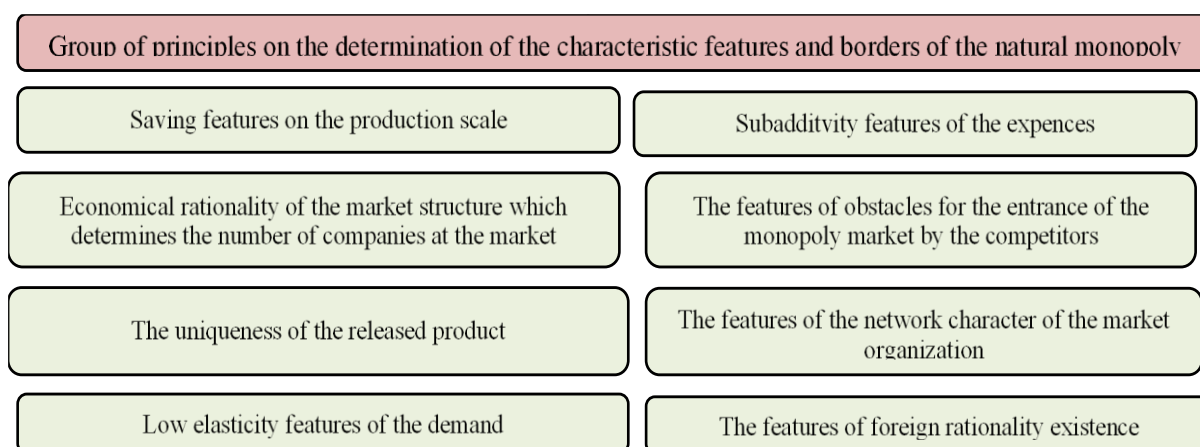 Group of principles on the determination of the characteristic features and borders of the natural monopoly
Saving features on the production scale
Subadditvity features of the expences
Economical rationality of the market structure which
determines the number of companies at the market
The features of obstacles for the entrance of the
monopoly market by the competitors
The uniqueness of the released product
The features of the network character of the market
organization
Low elasticity features of the demand
The features of foreign rationality existence